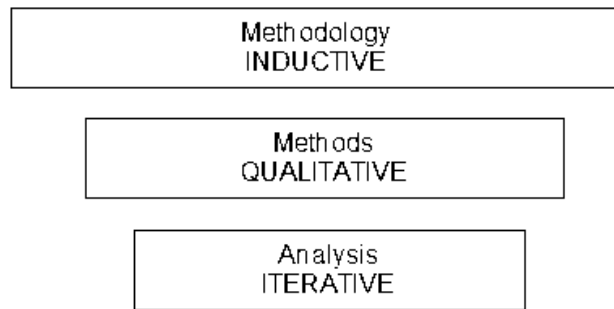 Methodology
INDUCTIVE
Methods
QUALITATIVE
Analysis
ITERATIVE